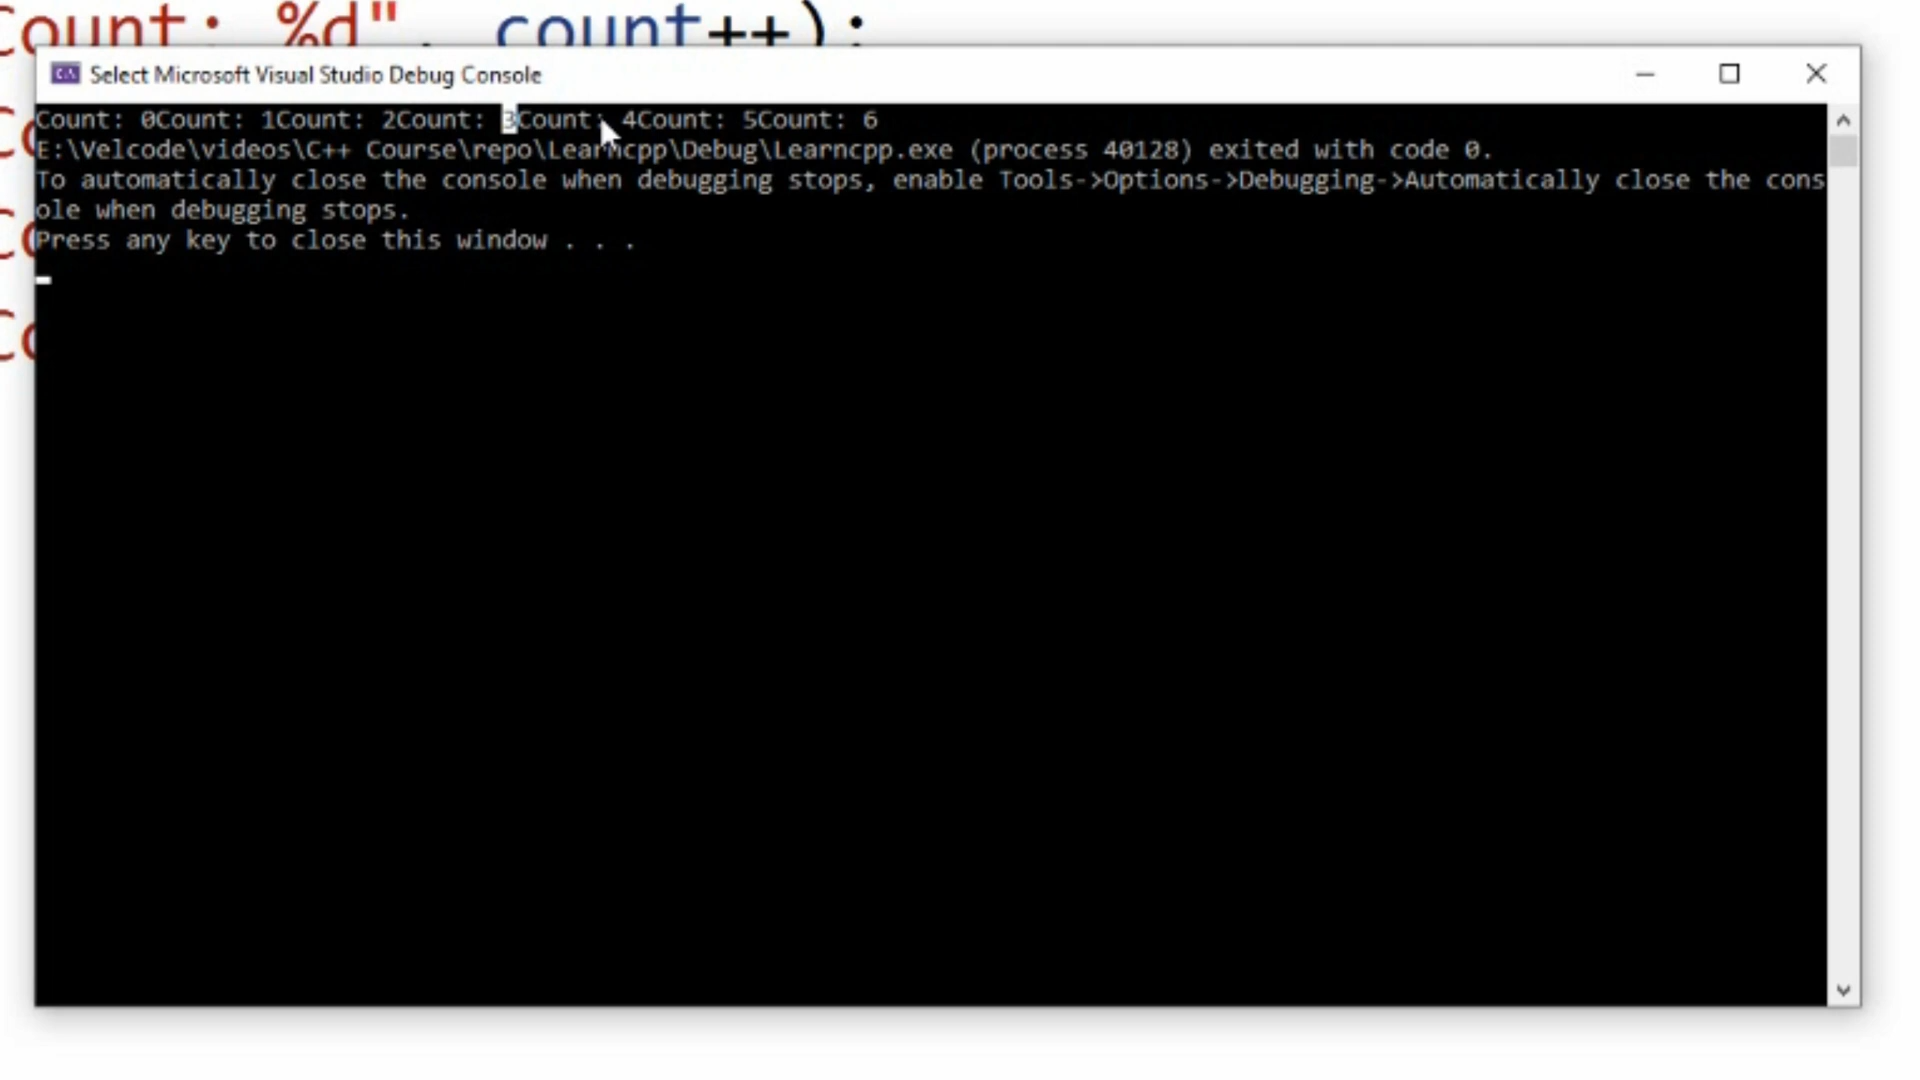 Count: %d", count++);
Select Microsoft Visual Studio Debug Console
Count: 0Count: 1Count: 2Count: 3Count: 4Count: 5Count: 6
E:\Velcode\videos\C++ Course\repo\Learncpp\Debug\Learncpp.exe (process 40128) exited with code 0.
To automatically close the console when debugging stops, enable Tools->Options->Debugging->Automatically close the cons
ole when debugging stops.
Press any key to close this window . . .
Co
Co
Co